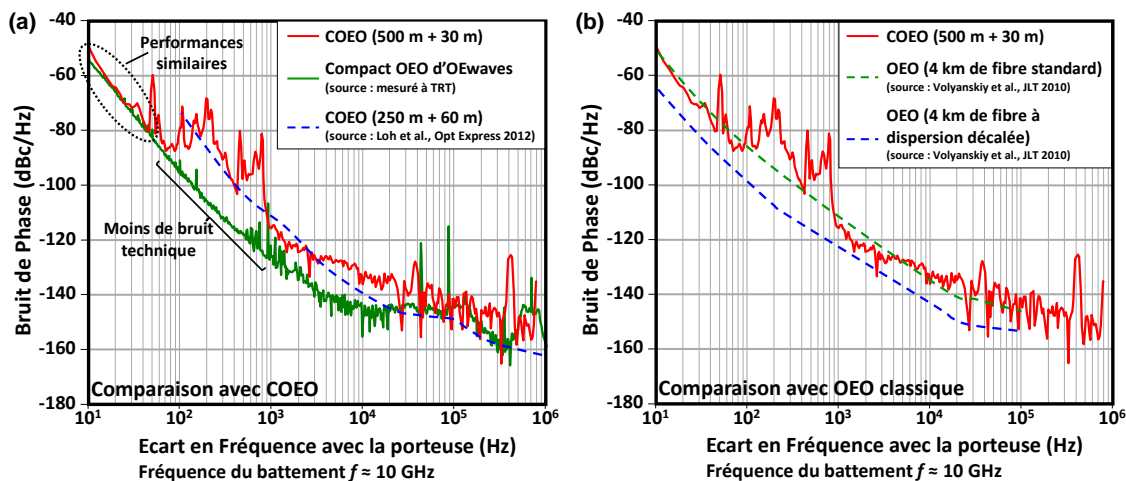 (a)
-40
-60
-80
-100
-120
-140
-160
-180
Bruit de Phase (dBc/Hz)
Performances
similaires
COEO (500 m + 30 m)
Compact OEO d'OEwaves
(source : mesuré à TRT)
COEO (250 m + 60 m)
(source : Loh et al., Opt Express 2012)
Moins de bruit
technique
Comparaison avec COEO
10¹
10²
10³
10⁴
10⁵
10⁶
Ecart en Fréquence avec la porteuse (Hz)
Fréquence du battement f ≈ 10 GHz
(b)
-40
-60
-80
-100
-120
-140
-160
-180
Bruit de Phase (dBc/Hz)
COEO (500 m + 30 m)
OEO (4 km de fibre standard)
(source : Volyanskiy et al., JLT 2010)
OEO (4 km de fibre à
dispersion décalée)
(source : Volyanskiy et al., JLT 2010)
Comparaison avec OEO classique
10¹
10²
10³
10⁴
10⁵
10⁶
Ecart en Fréquence avec la porteuse (Hz)
Fréquence du battement f ≈ 10 GHz